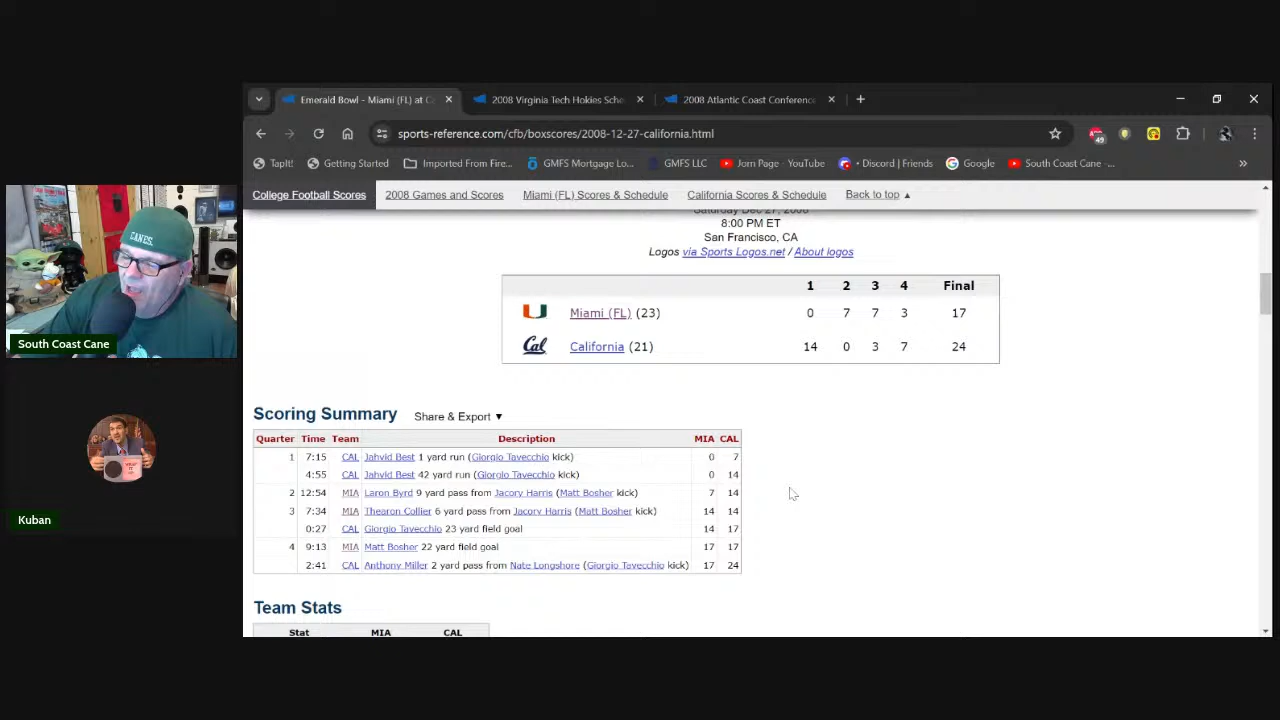 Emerald Bowl - Miami (FL) at C
2008 Virginia Tech Hokies Sche
2008 Atlantic Coast Conference
sports-reference.com/cfb/boxscores/2008-12-27-california.html
49
TapIt!
Getting Started
Imported From Fire...
GMFS Mortgage Lo...
GMFS LLC
Jorn Page - YouTube
Discord | Friends
Google
South Coast Cane -...
»
College Football Scores
2008 Games and Scores
Miami (FL) Scores & Schedule
California Scores & Schedule
Back to top ▲
Saturday Dec 27, 2008
8:00 PM ET
San Francisco, CA
Logos via Sports Logos.net / About logos
1 2 3 4 Final
Miami (FL) (23) 0 7 7 3 17
Cal California (21) 14 0 3 7 24
Scoring Summary Share & Export ▼
Quarter Time Team Description MIA CAL
1 7:15 CAL Jahvid Best 1 yard run (Giorgio Tavecchio kick) 0 7
4:55 CAL Jahvid Best 42 yard run (Giorgio Tavecchio kick) 0 14
2 12:54 MIA Laron Byrd 9 yard pass from Jacory Harris (Matt Bosher kick) 7 14
3 7:34 MIA Thearon Collier 6 yard pass from Jacory Harris (Matt Bosher kick) 14 14
0:27 CAL Giorgio Tavecchio 23 yard field goal 14 17
4 9:13 MIA Matt Bosher 22 yard field goal 17 17
2:41 CAL Anthony Miller 2 yard pass from Nate Longshore (Giorgio Tavecchio kick) 17 24
Team Stats
Stat MIA CAL
CANES
South Coast Cane
Kuban